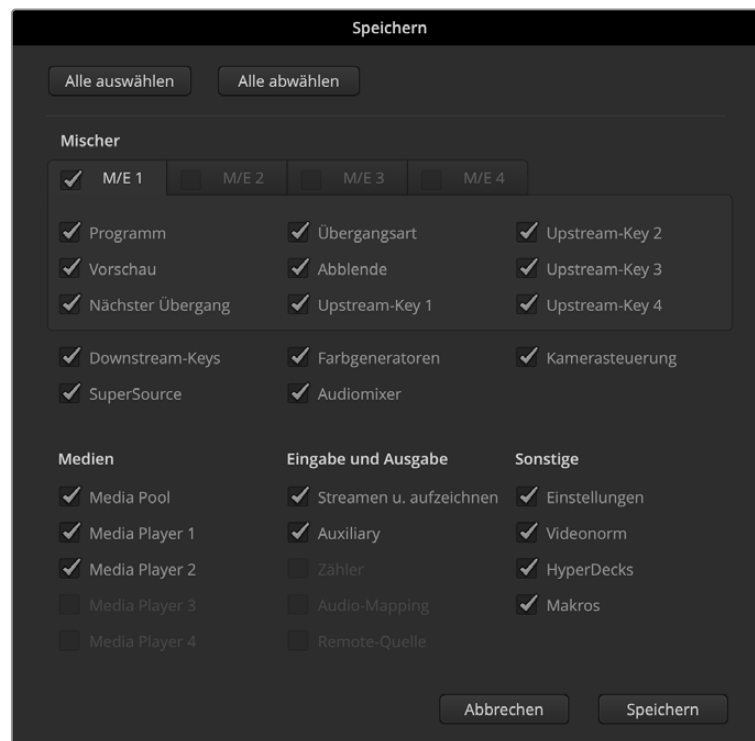 Speichern
Alle auswählen Alle abwählen
Mischer
M/E 1 M/E 2 M/E 3 M/E 4
Programm Übergangsart Upstream-Key 2
Vorschau Abblende Upstream-Key 3
Nächster Übergang Upstream-Key 1 Upstream-Key 4
Downstream-Keys Farbgeneratoren Kamerasteuerung
SuperSource Audiomixer
Medien Eingabe und Ausgabe Sonstige
Media Pool Streamen u. aufzeichnen Einstellungen
Media Player 1 Auxiliary Videonorm
Media Player 2 Zähler HyperDecks
Media Player 3 Audio-Mapping Makros
Media Player 4 Remote-Quelle
Abbrechen Speichern